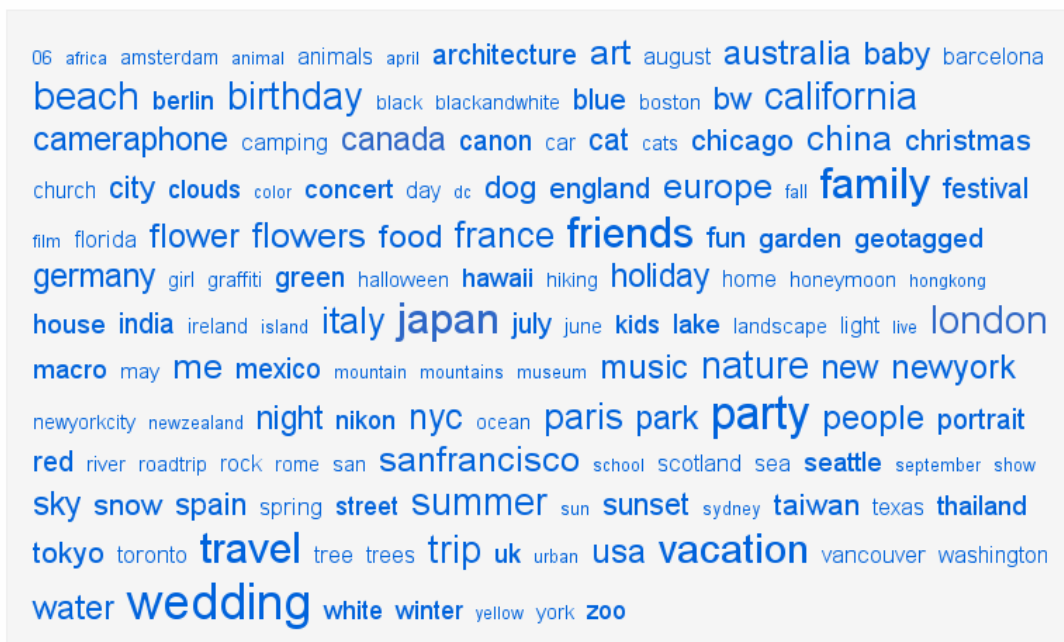 06 africa amsterdam animal animals april architecture art august australia baby barcelona
beach berlin birthday black blackandwhite blue boston bw california
cameraphone camping canada canon car cat cats chicago china christmas
church city clouds color concert day dc dog england europe fall family festival
film florida flower flowers food france friends fun garden geotagged
germany girl graffiti green halloween hawaii hiking holiday home honeymoon hongkong
house india ireland island italy japan july june kids lake landscape light live london
macro may me mexico mountain mountains museum music nature new newyork
newyorkcity newzealand night nikon nyc ocean paris park party people portrait
red river roadtrip rock rome san sanfrancisco school scotland sea seattle september show
sky snow spain spring street summer sun sunset sydney taiwan texas thailand
tokyo toronto travel tree trees trip uk urban usa vacation vancouver washington
water wedding white winter yellow york zoo